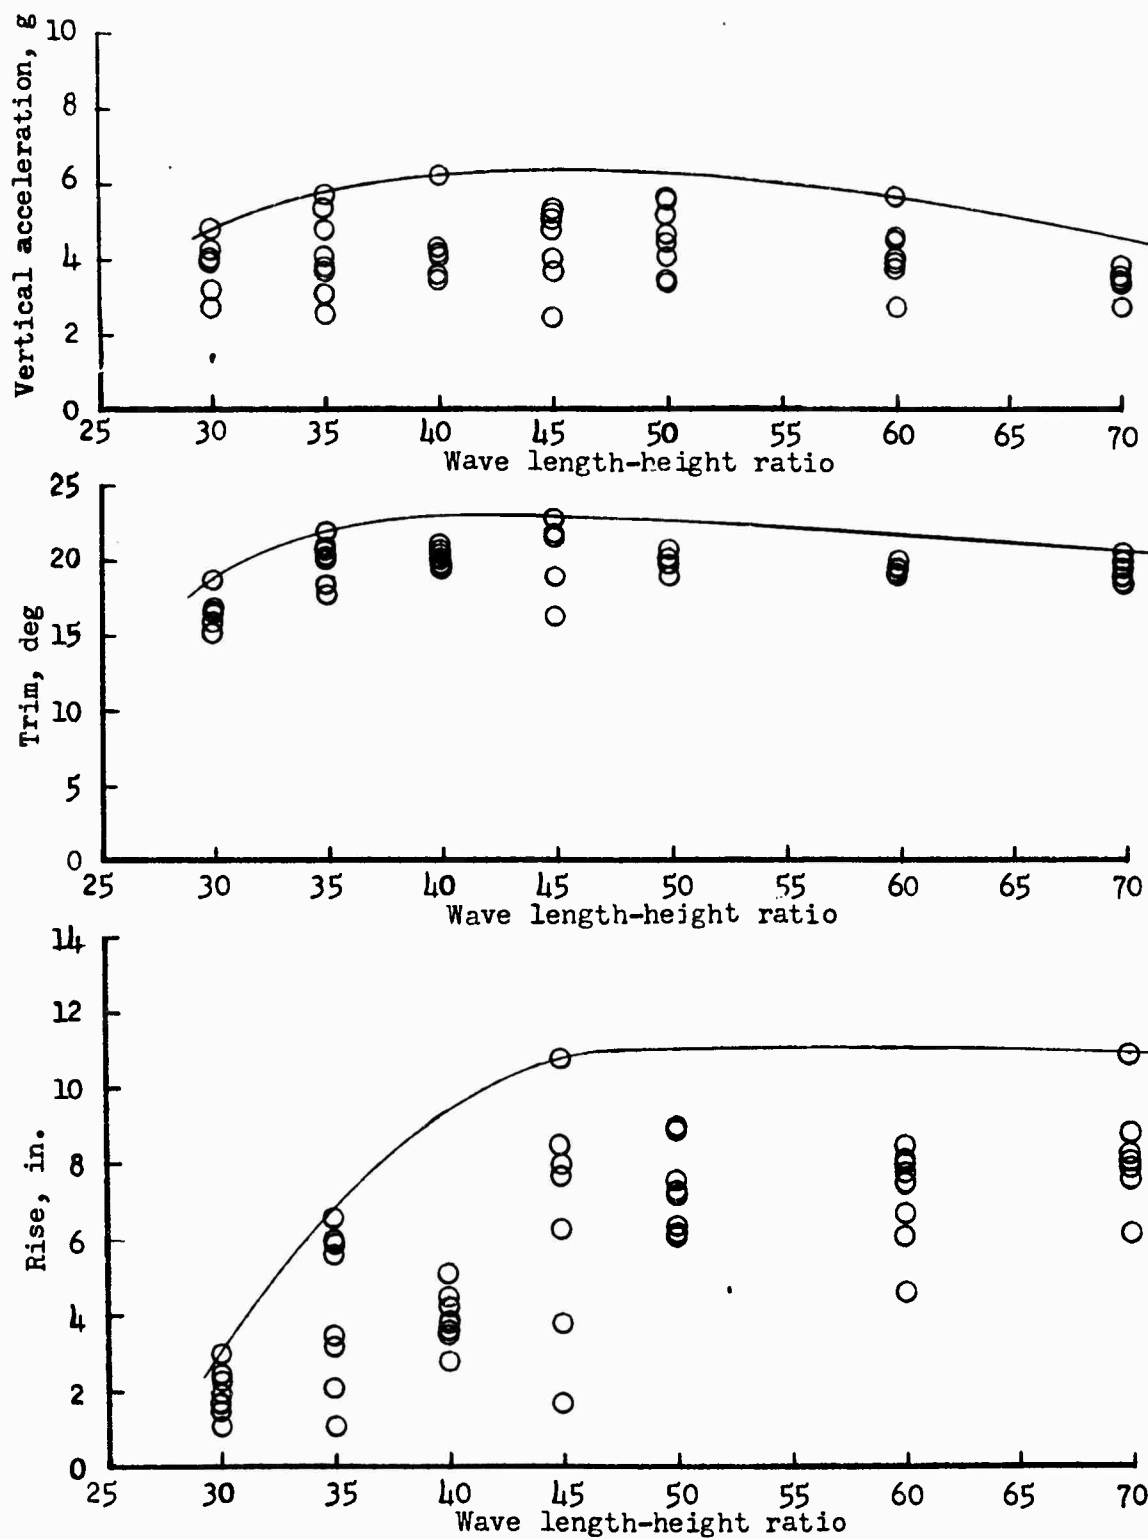 Vertical acceleration, g
10
8
6
4
2
0
25 30 35 40 45 50 55 60 65 70
Wave length-height ratio
Trim, deg
25
20
15
10
5
0
25 30 35 40 45 50 55 60 65 70
Wave length-height ratio
Rise, in.
14
12
10
8
6
4
2
0
25 30 35 40 45 50 55 60 65 70
Wave length-height ratio